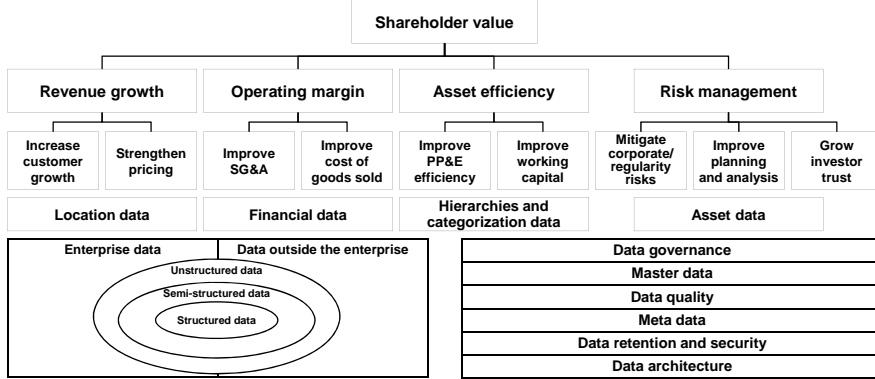 Shareholder value
Revenue growth
Operating margin
Asset efficiency
Risk management
Increase
customer
growth
Strengthen
pricing
Improve
SG&A
Improve
cost of
goods sold
Improve
PP&E
efficiency
Improve
working
capital
Mitigate
corporate/
regularity
risks
Improve
planning
and analysis
Grow
investor
trust
Location data
Financial data
Hierarchies and
categorization data
Asset data
Enterprise data
Data outside the enterprise
Unstructured data
Semi-structured data
Structured data
Data governance
Master data
Data quality
Meta data
Data retention and security
Data architecture